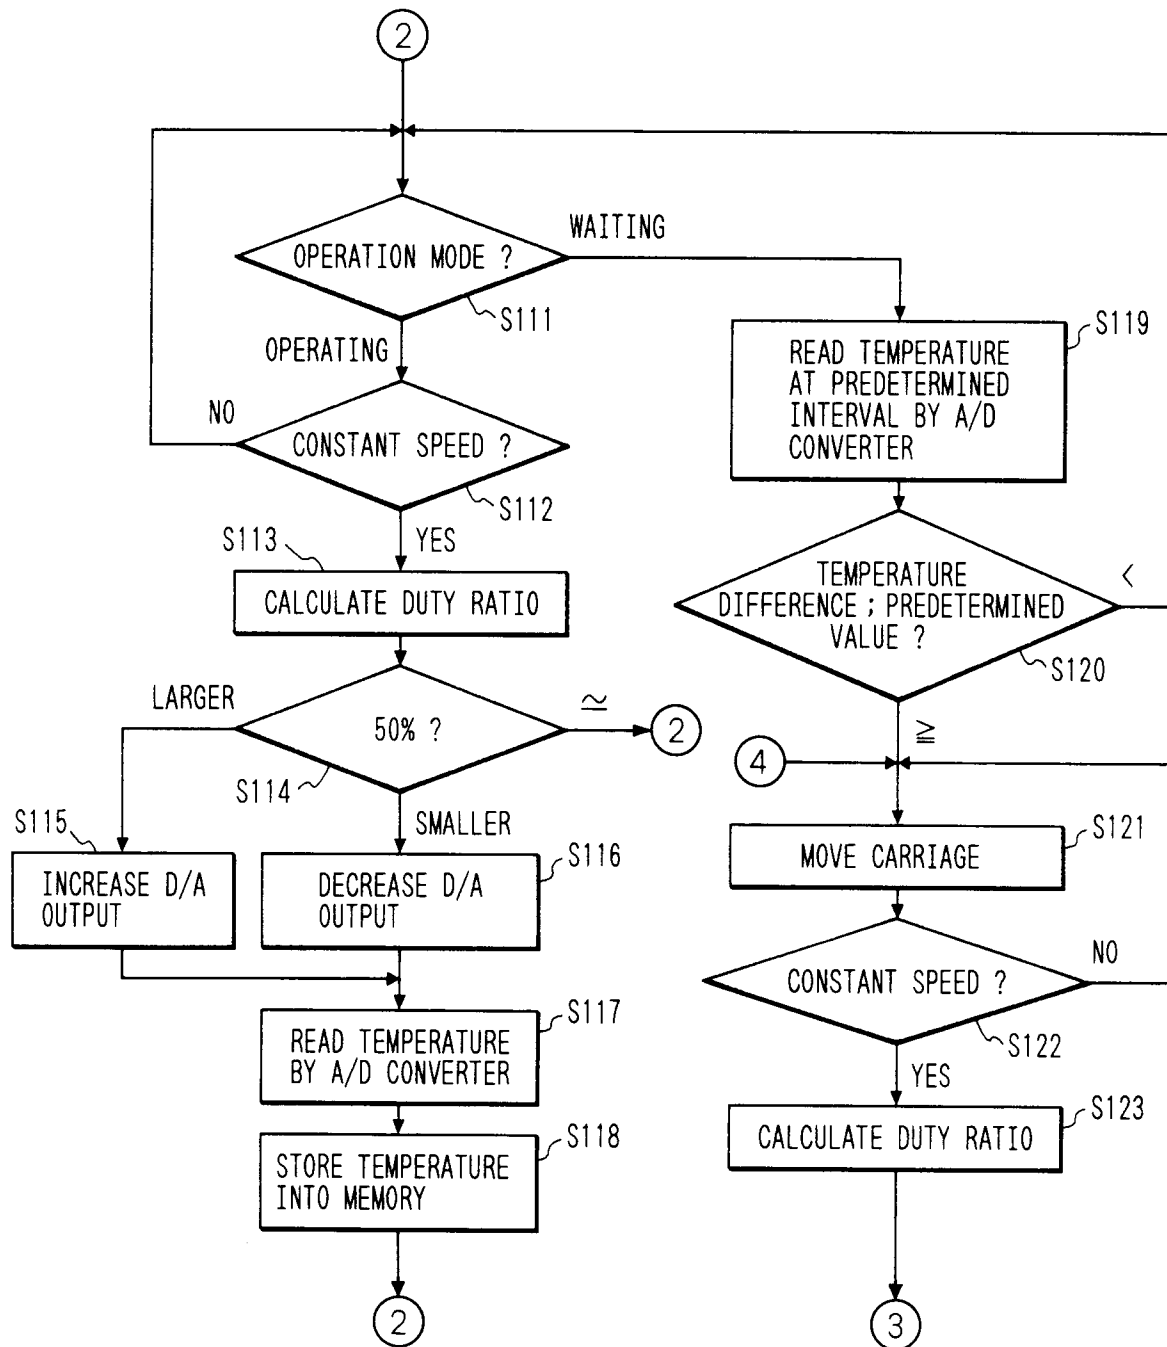 2
OPERATION MODE ?
S111
WAITING
OPERATING
NO
CONSTANT SPEED ?
S112
YES
S113
CALCULATE DUTY RATIO
LARGER
50% ?
≃
2
S114
SMALLER
S115
INCREASE D/A
OUTPUT
S116
DECREASE D/A
OUTPUT
S117
READ TEMPERATURE
BY A/D CONVERTER
S118
STORE TEMPERATURE
INTO MEMORY
2
S119
READ TEMPERATURE
AT PREDETERMINED
INTERVAL BY A/D
CONVERTER
TEMPERATURE
DIFFERENCE ; PREDETERMINED
VALUE ?
<
S120
≧
4
S121
MOVE CARRIAGE
CONSTANT SPEED ?
NO
S122
YES
S123
CALCULATE DUTY RATIO
3